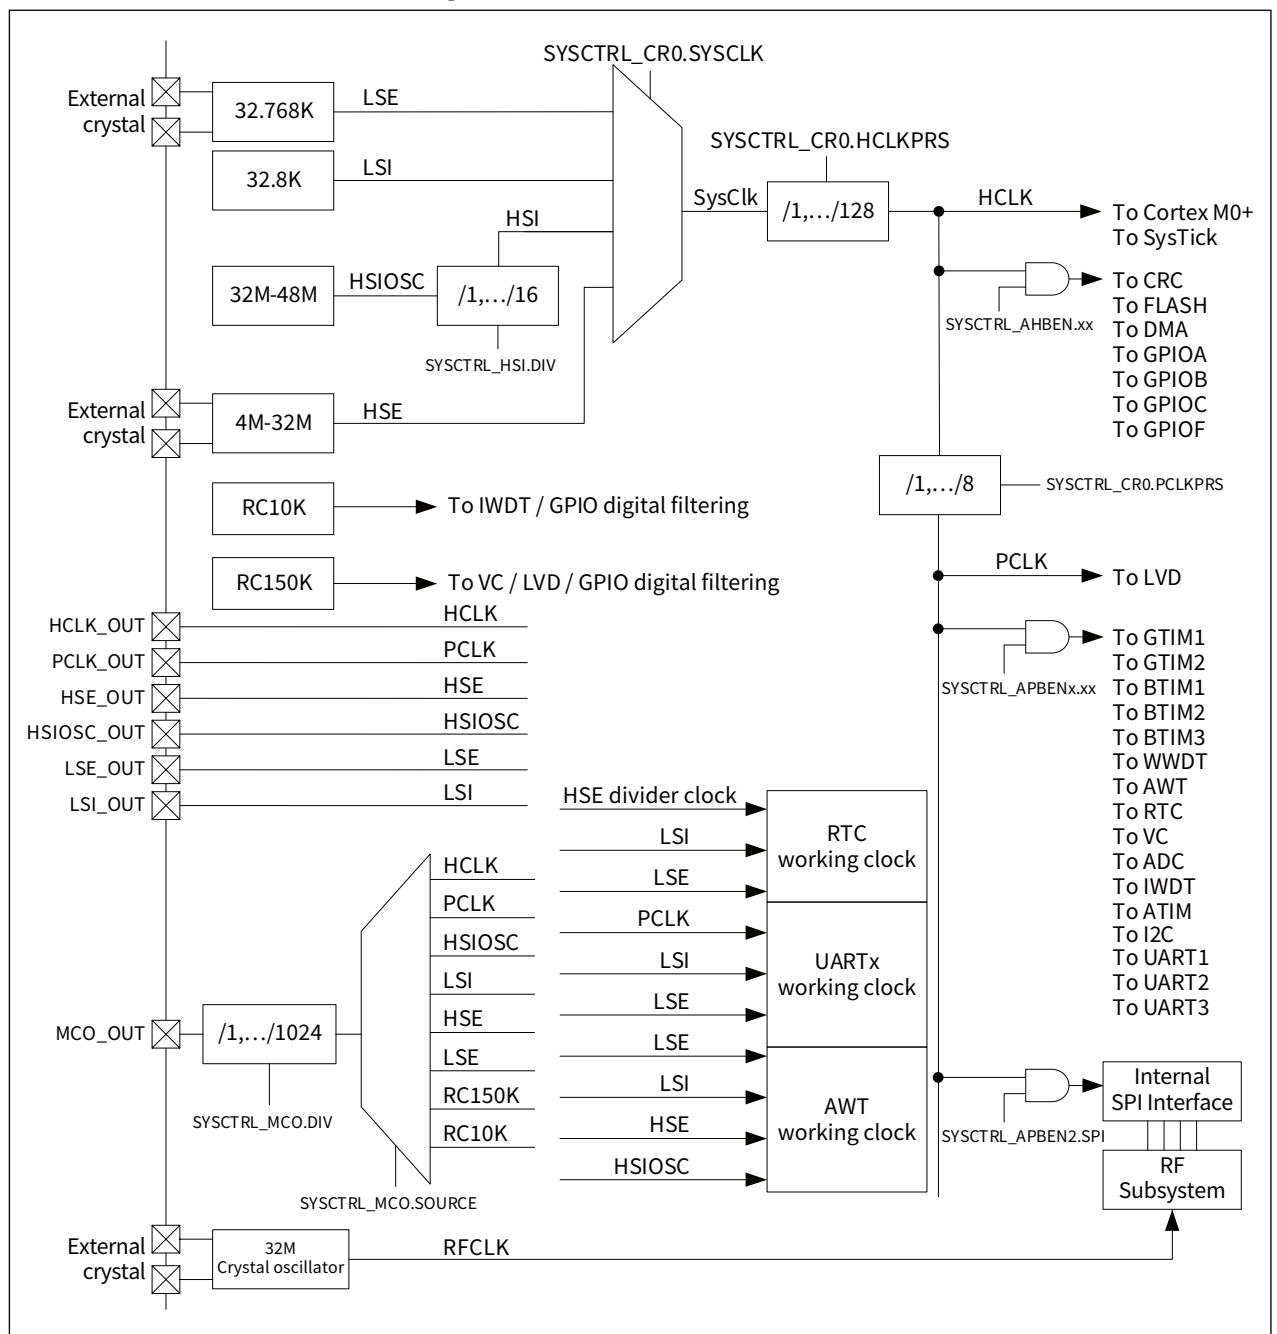 SYSCTRL_CR0.SYSCLK
External
crystal
32.768K
LSE
SYSCTRL_CR0.HCLKPRS
32.8K
LSI
SysClk
/1,…/128
HCLK
To Cortex M0+
To SysTick
HSI
32M-48M
HSIOSC
/1,…/16
SYSCTRL_HSI.DIV
SYSCTRL_AHBEN.xx
To CRC
To FLASH
To DMA
To GPIOA
To GPIOB
To GPIOC
To GPIOF
External
crystal
4M-32M
HSE
/1,…/8
SYSCTRL_CR0.PCLKPRS
RC10K
To IWDT / GPIO digital filtering
RC150K
To VC / LVD / GPIO digital filtering
PCLK
To LVD
HCLK_OUT
HCLK
PCLK_OUT
PCLK
HSE_OUT
HSE
HSIOSC_OUT
HSIOSC
LSE_OUT
LSE
LSI_OUT
LSI
SYSCTRL_APBENx.xx
To GTIM1
To GTIM2
To BTIM1
To BTIM2
To BTIM3
To WWDT
To AWT
To RTC
To VC
To ADC
To IWDT
To ATIM
To I2C
To UART1
To UART2
To UART3
HSE divider clock
LSI
LSE
RTC
working clock
PCLK
LSI
LSE
UARTx
working clock
LSE
LSI
HSE
HSIOSC
AWT
working clock
HCLK
PCLK
HSIOSC
LSI
HSE
LSE
RC150K
RC10K
MCO_OUT
/1,…/1024
SYSCTRL_MCO.DIV
SYSCTRL_MCO.SOURCE
SYSCTRL_APBEN2.SPI
Internal
SPI Interface
RF
Subsystem
External
crystal
32M
Crystal oscillator
RFCLK